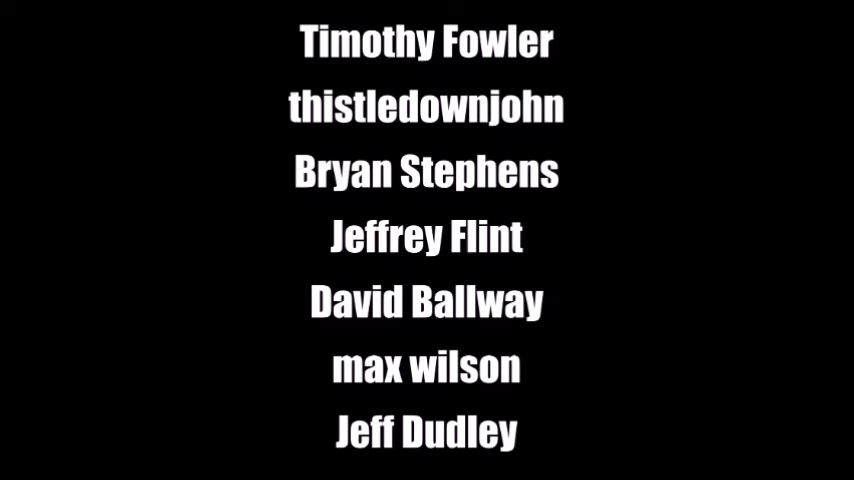 Timothy Fowler
thistledownjohn
Bryan Stephens
Jeffrey Flint
David Ballway
max wilson
Jeff Dudley